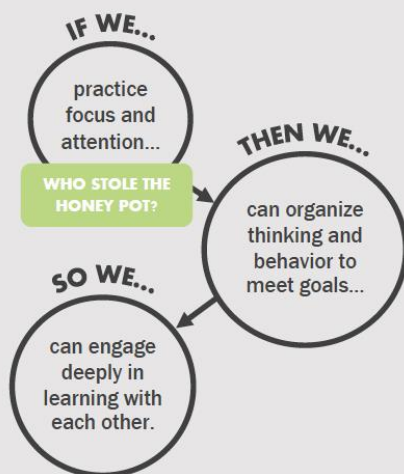 IF WE...
practice
focus and
attention...
WHO STOLE THE
HONEY POT?
THEN WE...
can organize
thinking and
behavior to
meet goals...
SO WE...
can engage
deeply in
learning with
each other.